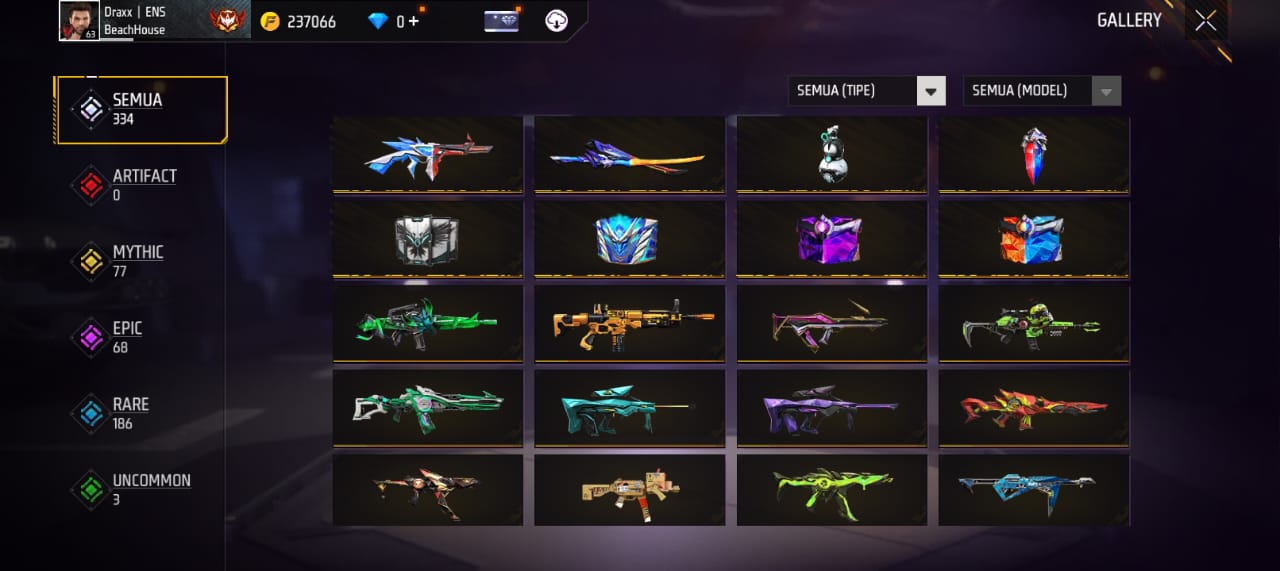 Draxx | ENS
BeachHouse
63
237066
0 +
GALLERY
SEMUA
334
ARTIFACT
0
MYTHIC
77
EPIC
68
RARE
186
UNCOMMON
3
SEMUA (TIPE)
SEMUA (MODEL)